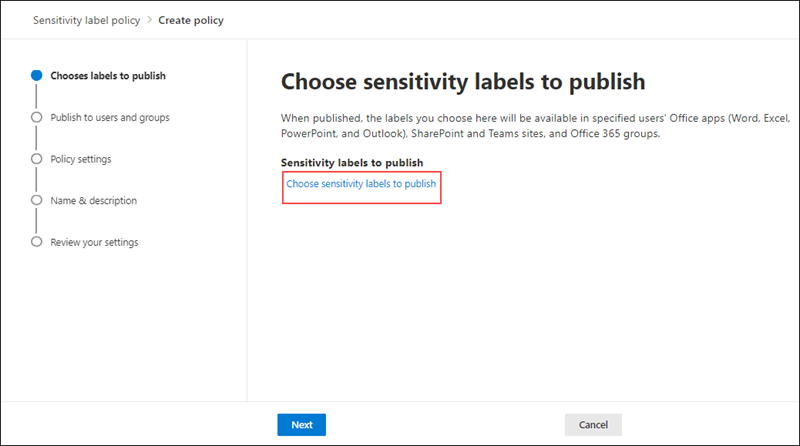 Sensitivity label policy > Create policy
Chooses labels to publish
Publish to users and groups
Policy settings
Name & description
Review your settings
Choose sensitivity labels to publish
When published, the labels you choose here will be available in specified users' Office apps (Word, Excel,
PowerPoint, and Outlook), SharePoint and Teams sites, and Office 365 groups.
Sensitivity labels to publish
Choose sensitivity labels to publish
Next
Cancel